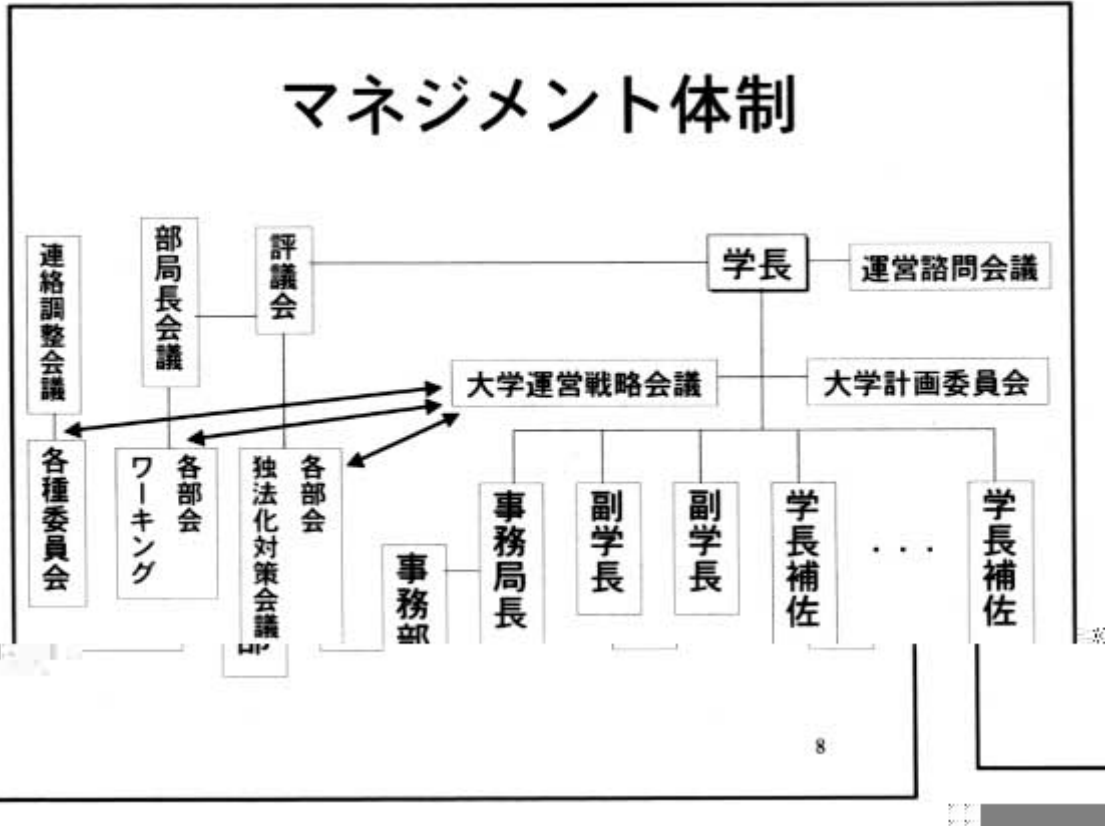 マネジメント体制
連絡調整会議
部局長会議
評議会
学長
運営諮問会議
大学運営戦略会議
大学計画委員会
各種委員会
各部会
ワーキング
各部会
独法化対策会議
事務部
事務局長
副学長
副学長
学長補佐
・・・
学長補佐
部
8